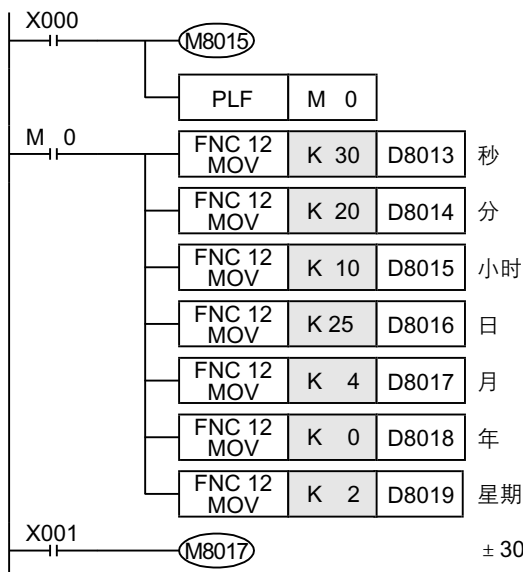 X000
M8015
PLF M 0
M 0
FNC 12 MOV K 30 D8013 秒
FNC 12 MOV K 20 D8014 分
FNC 12 MOV K 10 D8015 小时
FNC 12 MOV K 25 D8016 日
FNC 12 MOV K 4 D8017 月
FNC 12 MOV K 0 D8018 年
FNC 12 MOV K 2 D8019 星期
X001
M8017 ± 30